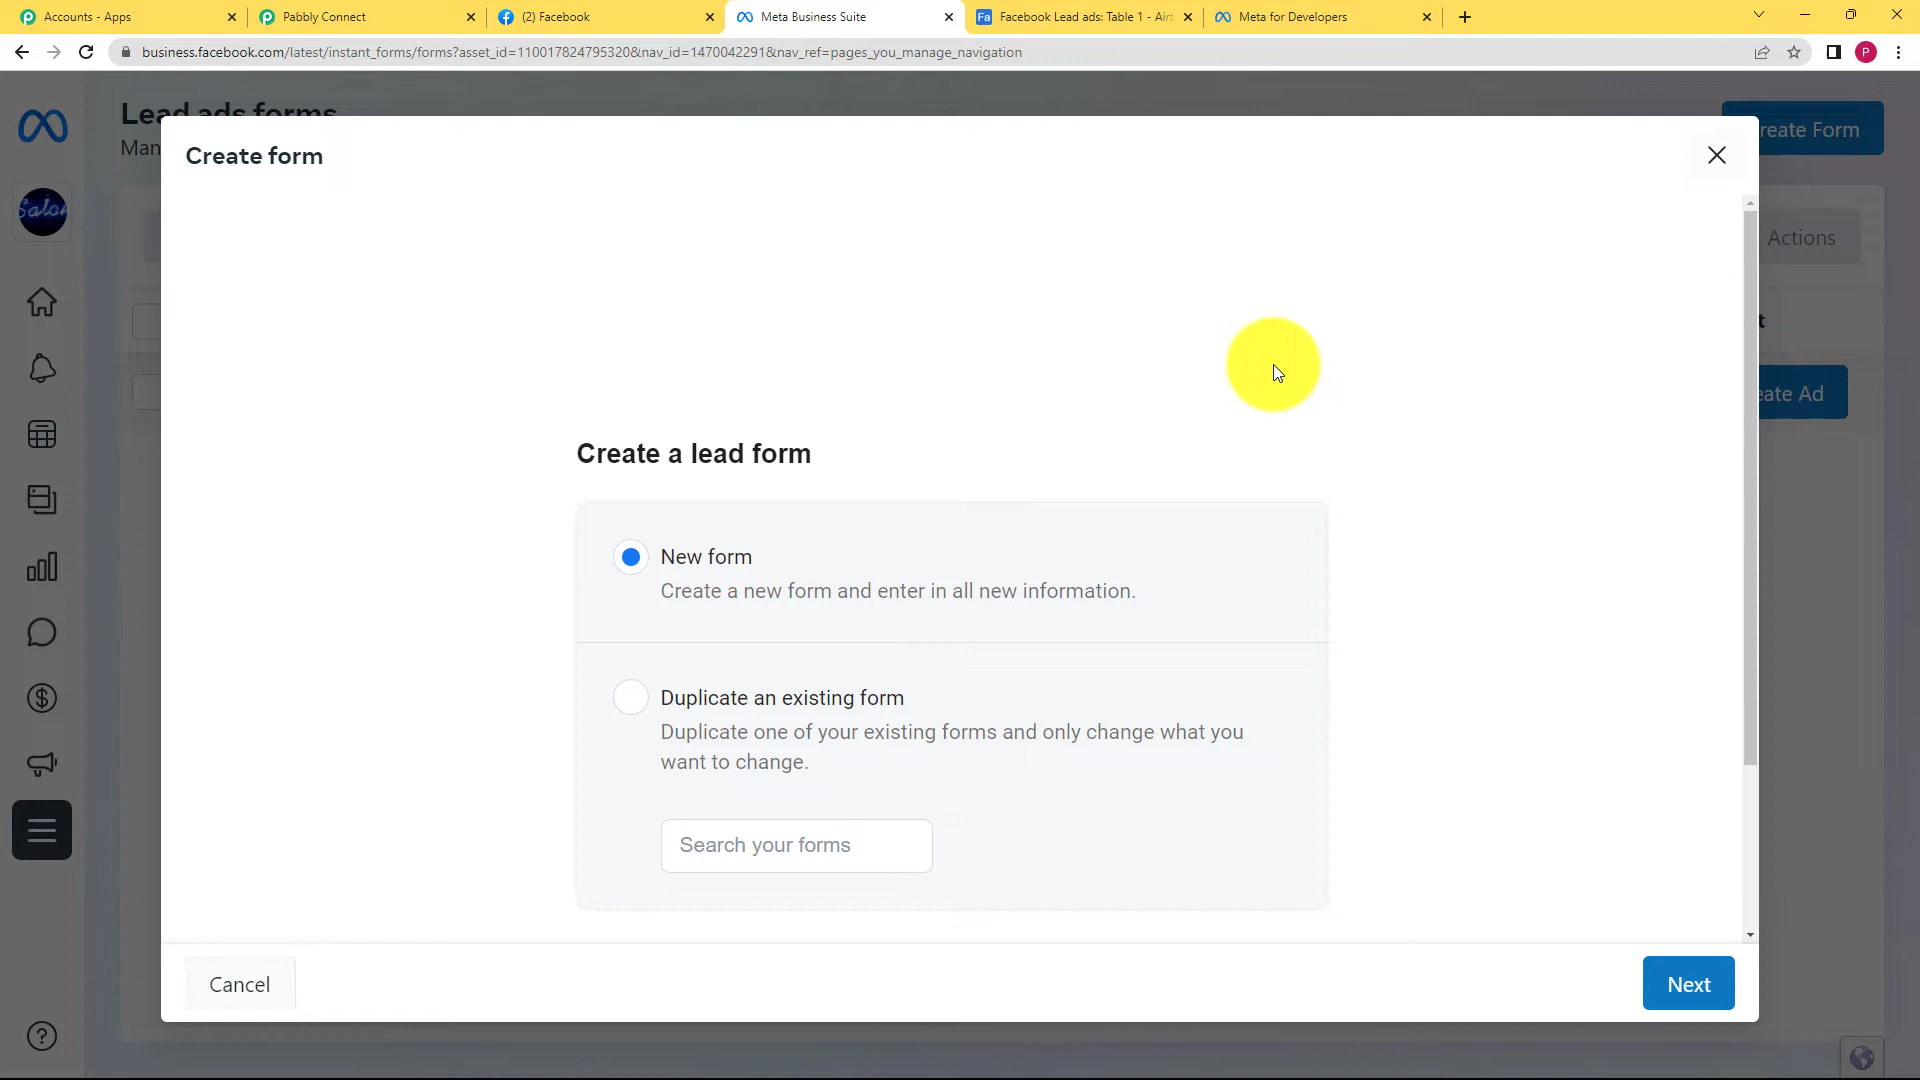 Accounts - Apps
Pabbly Connect
(2) Facebook
Meta Business Suite
Facebook Lead ads: Table 1 - Airt
Meta for Developers
business.facebook.com/latest/instant_forms/forms?asset_id=110017824795320&nav_id=1470042291&nav_ref=pages_you_manage_navigation
P
Lead ads forms
Man
reate Form
Create form
Salon
Actions
t
eate Ad
Create a lead form
New form
Create a new form and enter in all new information.
Duplicate an existing form
Duplicate one of your existing forms and only change what you
want to change.
Search your forms
Cancel
Next